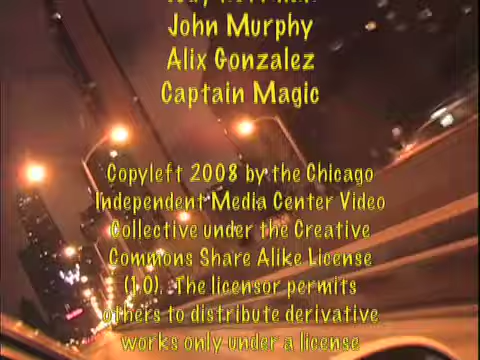 John Murphy
Alix Gonzalez
Captain Magic
Copyleft 2008 by the Chicago
Independent Media Center Video
Collective under the Creative
Commons Share Alike License
(1.0). The licensor permits
others to distribute derivative
works only under a license